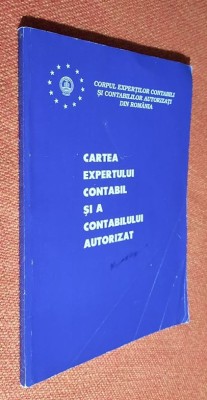 CORPUL EXPERȚILOR CONTABILI
ȘI CONTABILILOR AUTORIZAȚI
DIN ROMÂNIA
CARTEA
EXPERTULUI
CONTABIL
ȘI A
CONTABILULUI
AUTORIZAT